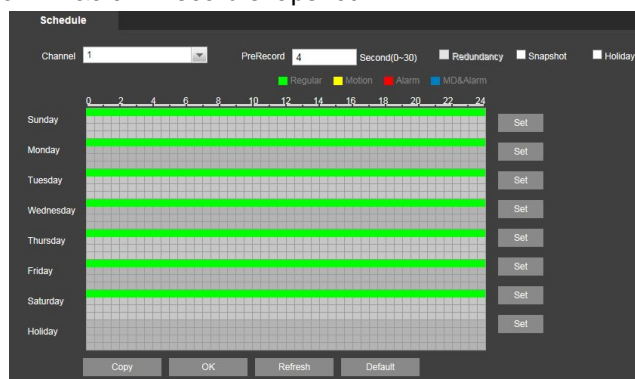 Schedule
Channel 1 PreRecord 4 Second(0~30) Redundancy Snapshot Holiday
Regular Motion Alarm MD&Alarm
0 2 4 6 8 10 12 14 16 18 20 22 24
Sunday Set
Monday Set
Tuesday Set
Wednesday Set
Thursday Set
Friday Set
Saturday Set
Holiday Set
Copy OK Refresh Default